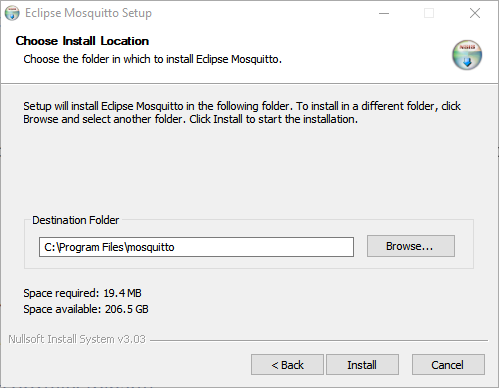 Eclipse Mosquitto Setup
Choose Install Location
Choose the folder in which to install Eclipse Mosquitto.
Setup will install Eclipse Mosquitto in the following folder. To install in a different folder, click
Browse and select another folder. Click Install to start the installation.
Destination Folder
C:\Program Files\mosquitto
Browse...
Space required: 19.4 MB
Space available: 206.5 GB
Nullsoft Install System v3.03
< Back
Install
Cancel